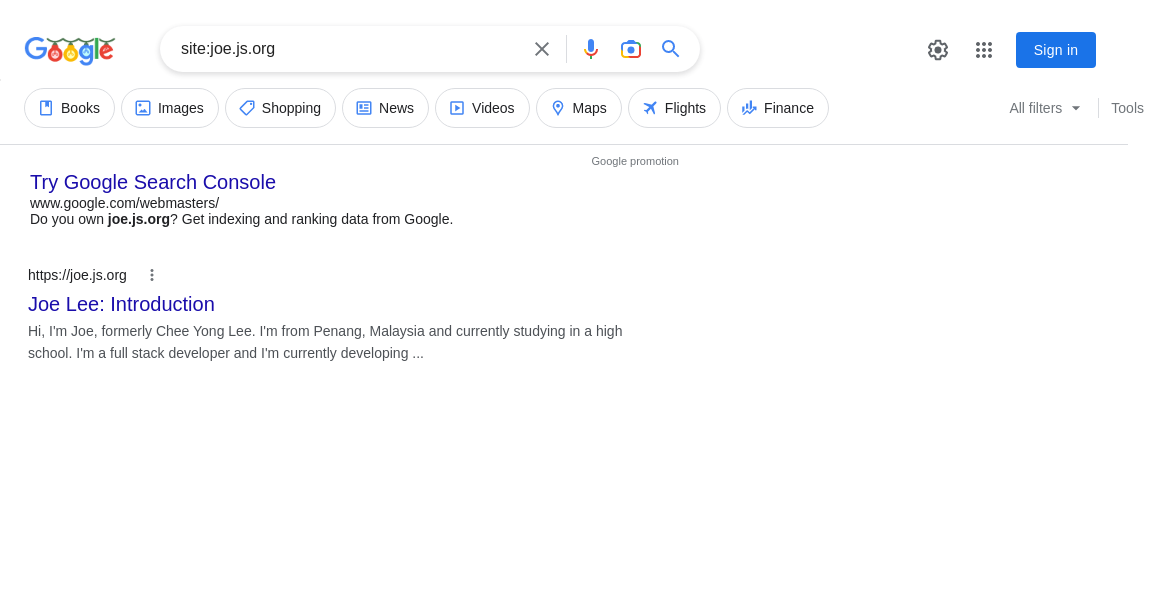 Google
site:joe.js.org
Sign in
Books
Images
Shopping
News
Videos
Maps
Flights
Finance
All filters
Tools
Google promotion
Try Google Search Console
www.google.com/webmasters/
Do you own joe.js.org? Get indexing and ranking data from Google.
https://joe.js.org
Joe Lee: Introduction
Hi, I'm Joe, formerly Chee Yong Lee. I'm from Penang, Malaysia and currently studying in a high
school. I'm a full stack developer and I'm currently developing ...